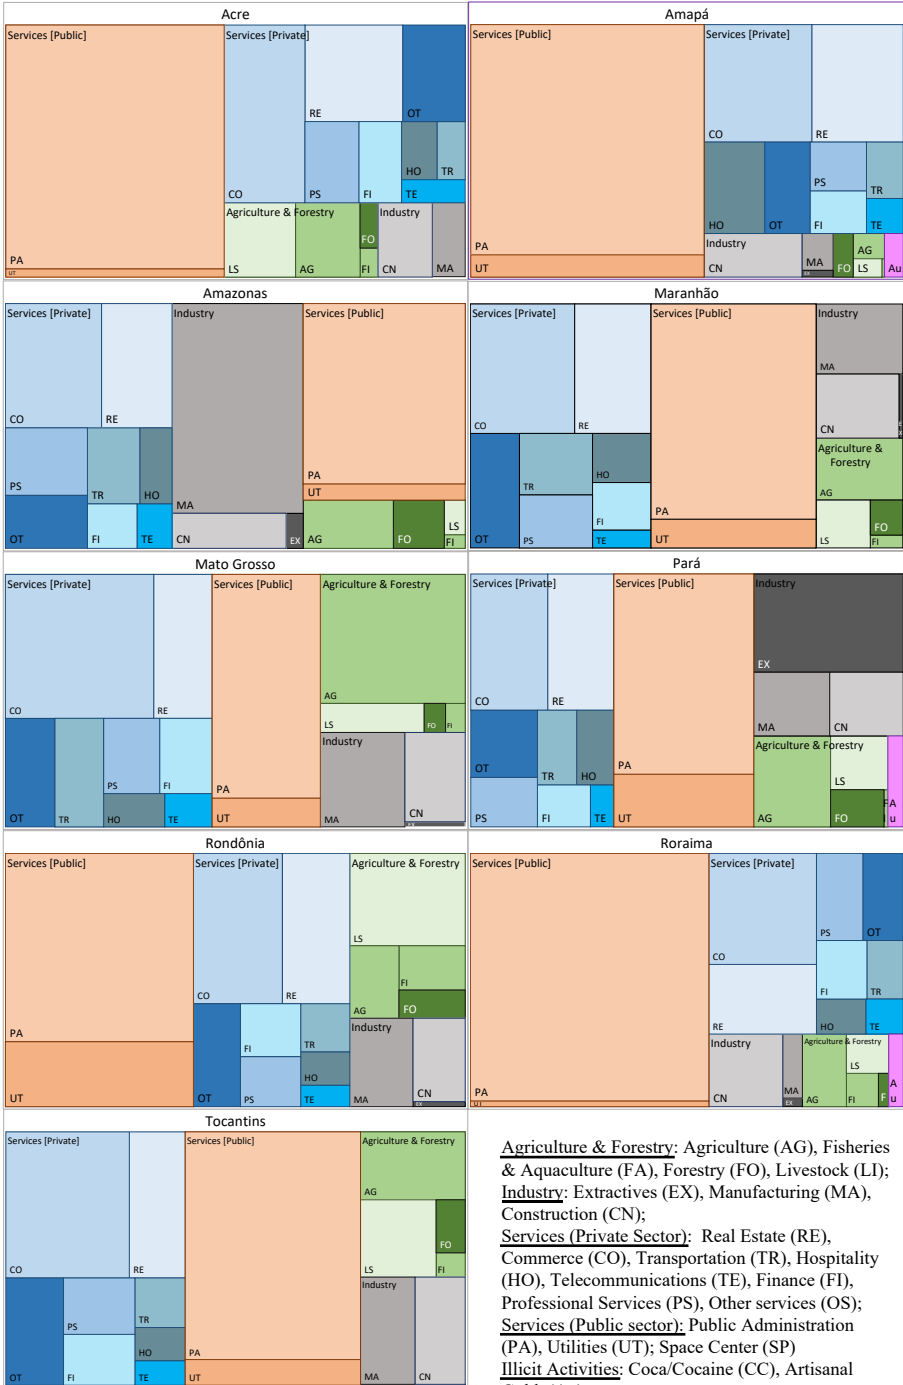 Acre
Services [Public]
Services [Private]
RE
OT
HO
TR
CO
PS
FI
TE
Agriculture & Forestry
Industry
FO
PA
LS
AG
FI
CN
MA
UT
Amapá
Services [Public]
Services [Private]
CO
RE
PS
TR
HO
OT
FI
TE
PA
Industry
AG
MA
UT
CN
EX
FO
LS
Au
Amazonas
Services [Private]
Industry
Services [Public]
CO
RE
PS
TR
HO
PA
UT
MA
OT
FI
TE
CN
EX
AG
FO
LS
FI
Maranhão
Services [Private]
Services [Public]
Industry
MA
CO
RE
CN
Agriculture &
Forestry
HO
TR
AG
PA
FI
FO
PS
TE
UT
LS
FI
Mato Grosso
Services [Private]
Services [Public]
Agriculture & Forestry
AG
CO
RE
LS
FO
FI
Industry
PS
FI
PA
OT
TR
HO
TE
UT
MA
CN
EX
Pará
Services [Private]
Services [Public]
Industry
EX
CO
RE
MA
CN
Agriculture & Forestry
OT
TR
HO
PA
LS
PS
FI
TE
UT
AG
FO
F
I
A
u
Rondônia
Services [Public]
Services [Private]
Agriculture & Forestry
LS
CO
RE
FI
AG
FO
PA
FI
TR
Industry
HO
UT
OT
PS
TE
MA
CN
EX
Roraima
Services [Public]
Services [Private]
PS
OT
CO
FI
TR
RE
HO
TE
Industry
Agriculture & Forestry
LS
PA
MA
A
UT
CN
EX
AG
FI
F
u
Tocantins
Services [Private]
Services [Public]
Agriculture & Forestry
AG
CO
RE
FO
LS
FI
PS
TR
Industry
HO
PA
OT
FI
TE
UT
MA
CN
Agriculture & Forestry: Agriculture (AG), Fisheries
& Aquaculture (FA), Forestry (FO), Livestock (LI);
Industry: Extractives (EX), Manufacturing (MA),
Construction (CN);
Services (Private Sector): Real Estate (RE),
Commerce (CO), Transportation (TR), Hospitality
(HO), Telecommunications (TE), Finance (FI),
Professional Services (PS), Other services (OS);
Services (Public sector): Public Administration
(PA), Utilities (UT); Space Center (SP)
Illicit Activities: Coca/Cocaine (CC), Artisanal